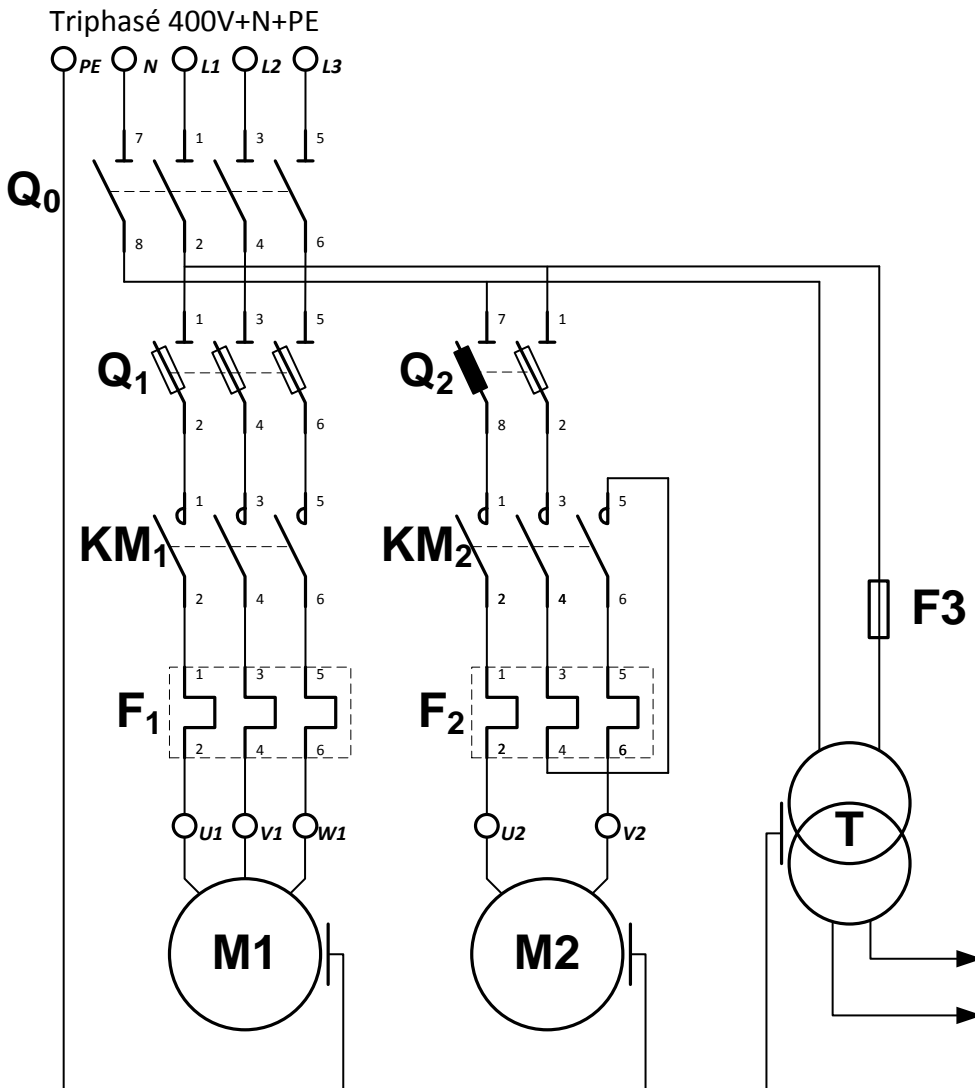 Triphasé 400V+N+PE
PE N L1 L2 L3
7 1 3 5
Q0
8 2 4 6
1 3 5 7 1
Q1 Q2
2 4 6 8 2
1 3 5 1 3 5
KM1 KM2
2 4 6 2 4 6
F3
1 3 5 1 3 5
F1 F2
2 4 6 2 4 6
U1 V1 W1 U2 V2 T
M1 M2